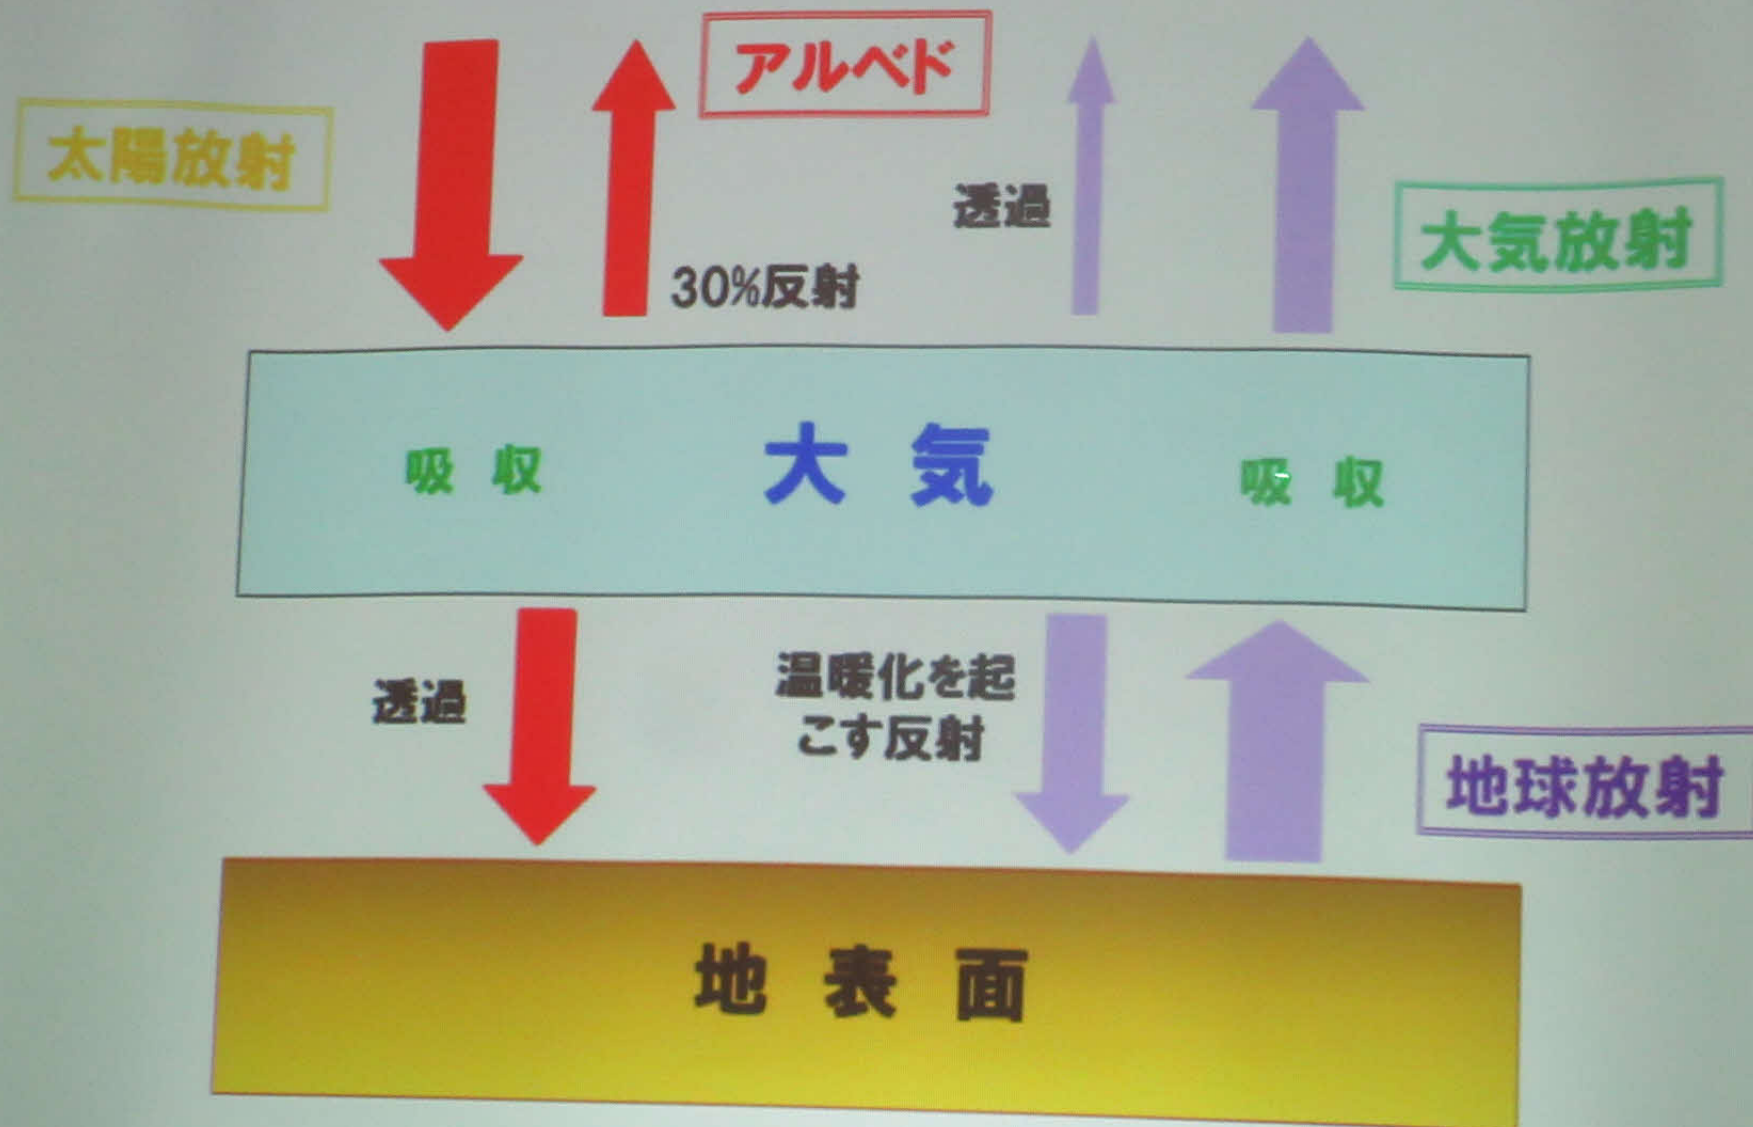 アルベド
太陽放射
透過
大気放射
30%反射
吸収
大気
吸収
透過
温暖化を起
こす反射
地球放射
地表面